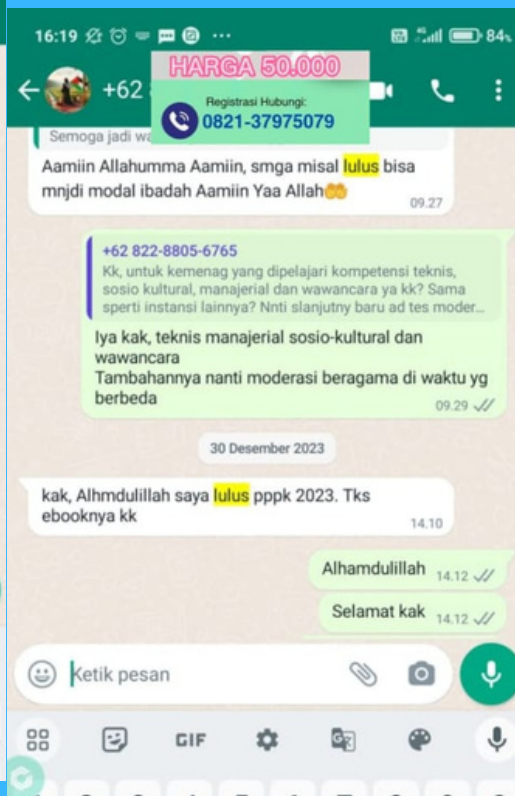 16:19
84%
HARGA 50.000
+62
Registrasi Hubungi:
0821-37975079
Semoga jadi wa
Aamiin Allahumma Aamiin, smga misal lulus bisa
mnjdi modal ibadah Aamiin Yaa Allah
09.27
+62 822-8805-6765
Kk, untuk kemenag yang dipelajari kompetensi teknis,
sosio kultural, manajerial dan wawancara ya kk? Sama
sperti instansi lainnya? Nnti slanjutny baru ad tes moder...
Iya kak, teknis manajerial sosio-kultural dan
wawancara
Tambahannya nanti moderasi beragama di waktu yg
berbeda
09.29
30 Desember 2023
kak, Alhmdulillah saya lulus pppk 2023. Tks
ebooknya kk
14.10
Alhamdulillah 14.12
Selamat kak 14.12
Ketik pesan
GIF